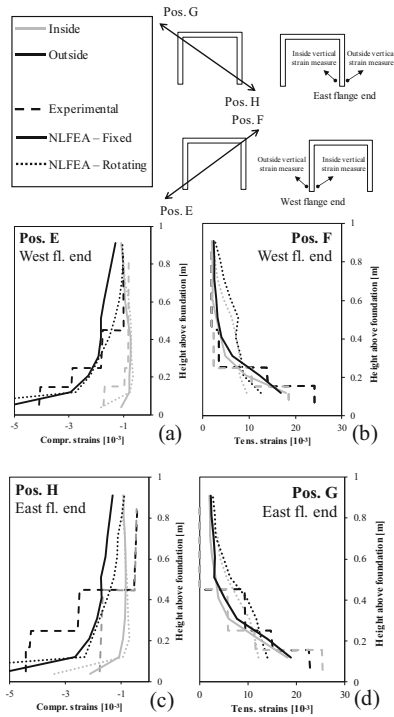 Inside
Outside
Experimental
NLFEA – Fixed
NLFEA – Rotating
Pos. G
Pos. H
Inside vertical strain measure
Outside vertical strain measure
East flange end
Pos. F
Pos. E
Outside vertical strain measure
Inside vertical strain measure
West flange end
Pos. E
West fl. end
1
0.8
0.6
0.4
0.2
0
Height above foundation [m]
-5 -3 -1
Compr. strains [10-3]
(a)
Pos. F
West fl. end
1
0.8
0.6
0.4
0.2
0
Height above foundation [m]
0 10 20 30
Tens. strains [10-3]
(b)
Pos. H
East fl. end
1
0.8
0.6
0.4
0.2
0
Height above foundation [m]
-5 -3 -1
Compr. strains [10-3]
(c)
Pos. G
East fl. end
1
0.8
0.6
0.4
0.2
0
Height above foundation [m]
0 10 20 30
Tens. strains [10-3]
(d)